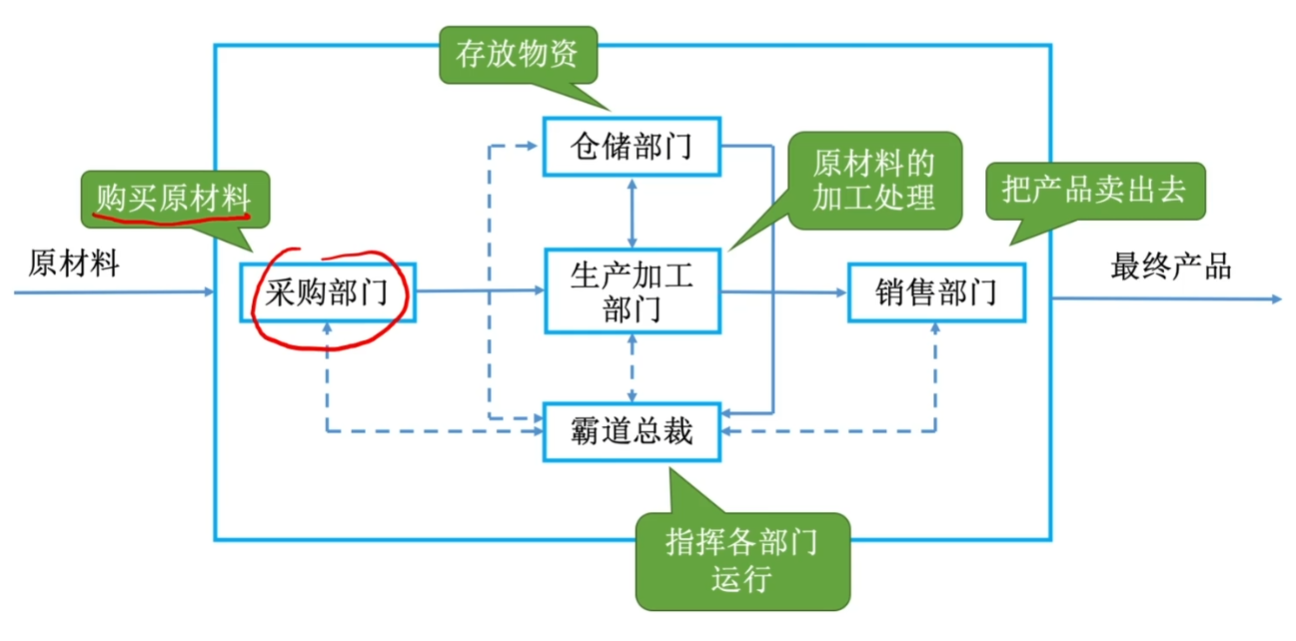 存放物资
仓储部门
原材料的
加工处理
购买原材料
把产品卖出去
原材料
采购部门
生产加工
部门
销售部门
最终产品
霸道总裁
指挥各部门
运行